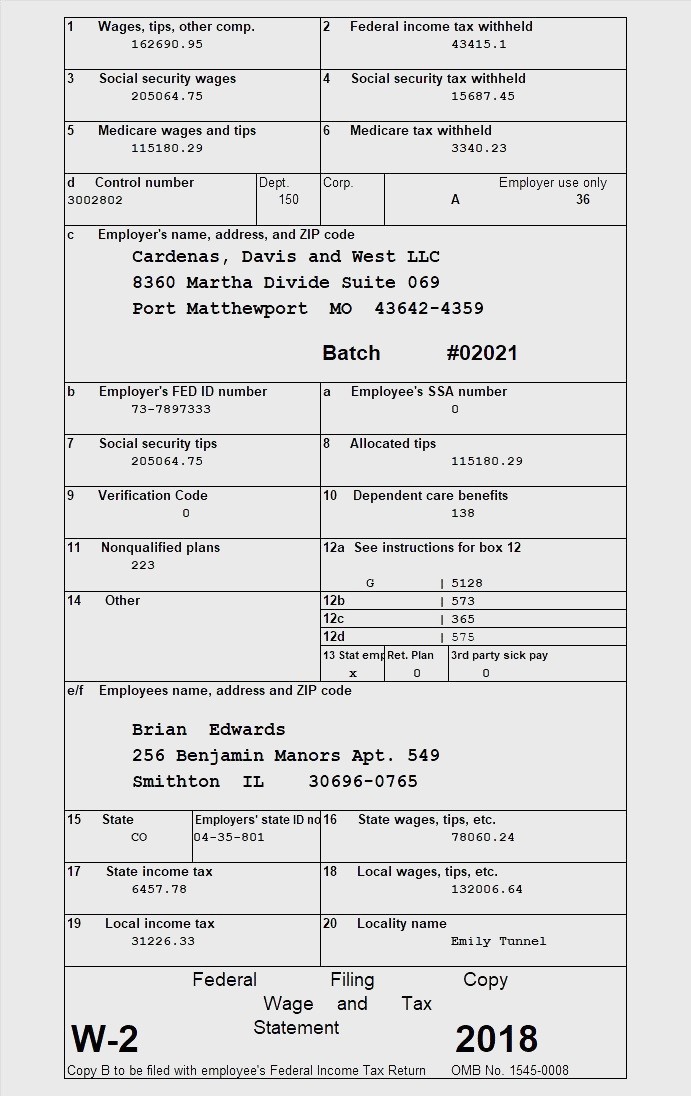 1 Wages, tips, other comp. 2 Federal income tax withheld
162690.95 43415.1
3 Social security wages 4 Social security tax withheld
205064.75 15687.45
5 Medicare wages and tips 6 Medicare tax withheld
115180.29 3340.23
d Control number Dept. Corp. Employer use only
3002802 150 A 36
c Employer's name, address, and ZIP code
Cardenas, Davis and West LLC
8360 Martha Divide Suite 069
Port Matthewport MO 43642-4359
Batch #02021
b Employer's FED ID number a Employee's SSA number
73-7897333 0
7 Social security tips 8 Allocated tips
205064.75 115180.29
9 Verification Code 10 Dependent care benefits
0 138
11 Nonqualified plans 12a See instructions for box 12
223
G | 5128
14 Other 12b | 573
12c | 365
12d | 575
13 Stat emp Ret. Plan 3rd party sick pay
x 0 0
e/f Employees name, address and ZIP code
Brian Edwards
256 Benjamin Manors Apt. 549
Smithton IL 30696-0765
15 State Employers' state ID no 16 State wages, tips, etc.
CO 04-35-801 78060.24
17 State income tax 18 Local wages, tips, etc.
6457.78 132006.64
19 Local income tax 20 Locality name
31226.33 Emily Tunnel
Federal Filing Copy
Wage and Tax
Statement
W-2 2018
Copy B to be filed with employee's Federal Income Tax Return OMB No. 1545-0008